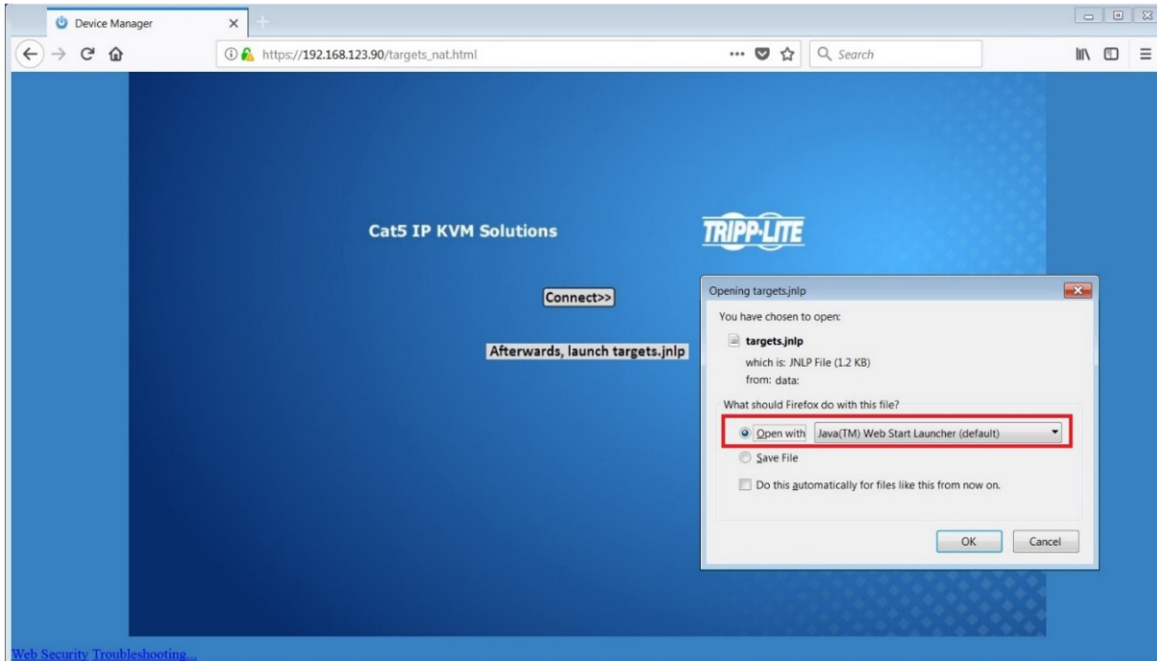 Device Manager
https://192.168.123.90/targets_nat.html
Search
Cat5 IP KVM Solutions
TRIPP·LITE
Connect>>
Afterwards, launch targets.jnlp
Opening targets.jnlp
You have chosen to open:
targets.jnlp
which is: JNLP File (1.2 KB)
from: data:
What should Firefox do with this file?
Open with Java(TM) Web Start Launcher (default)
Save File
Do this automatically for files like this from now on.
OK Cancel
Web Security Troubleshooting...